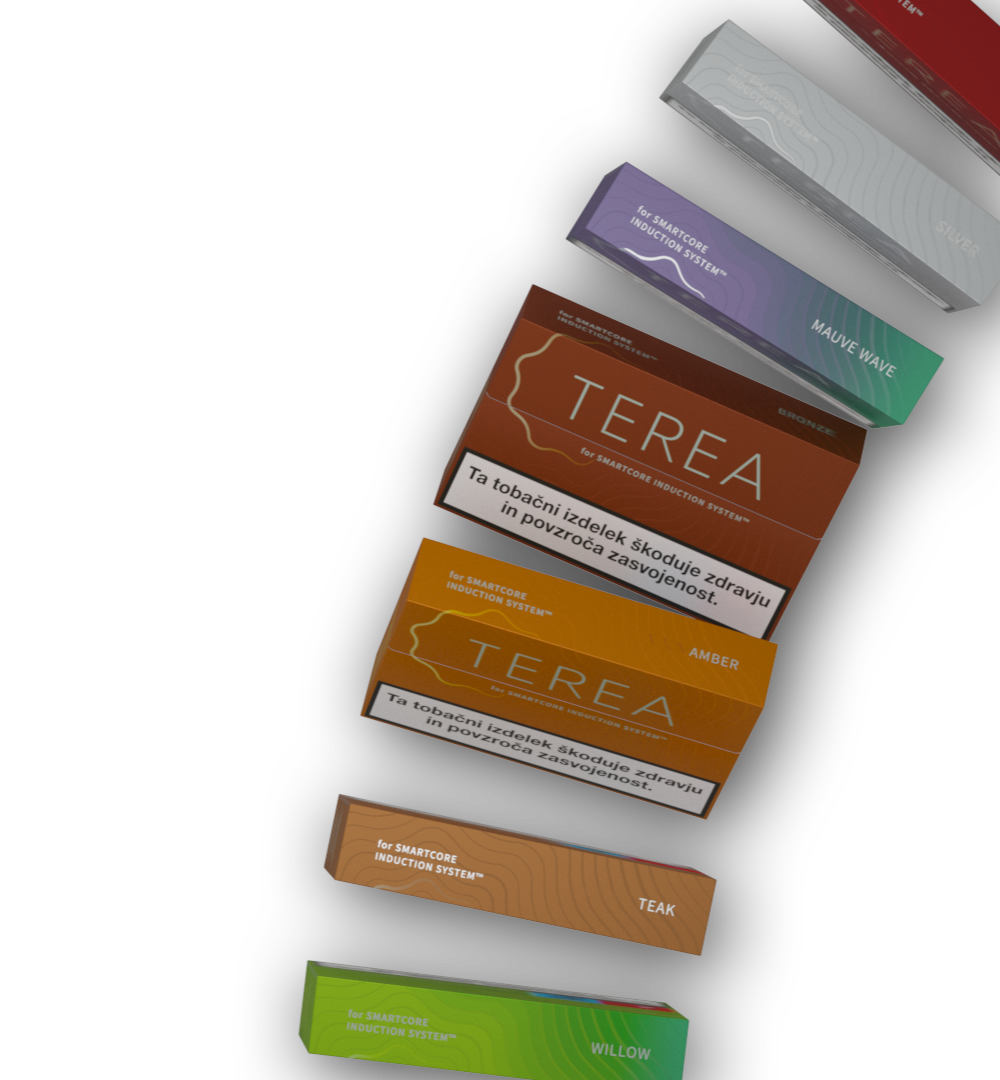 TEM™
TEREA
for SMARTCORE
INDUCTION SYSTEM™
SILVER
for SMARTCORE
INDUCTION SYSTEM™
MAUVE WAVE
for SMARTCORE
INDUCTION SYSTEM™
BRONZE
TEREA
for SMARTCORE INDUCTION SYSTEM™
Ta tobačni izdelek škoduje zdravju
in povzroča zasvojenost.
for SMARTCORE
INDUCTION SYSTEM™
AMBER
TEREA
for SMARTCORE INDUCTION SYSTEM™
Ta tobačni izdelek škoduje zdravju
in povzroča zasvojenost.
for SMARTCORE
INDUCTION SYSTEM™
TEAK
for SMARTCORE
INDUCTION SYSTEM™
WILLOW